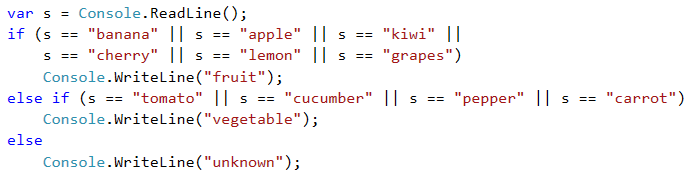 var s = Console.ReadLine();
if (s == "banana" || s == "apple" || s == "kiwi" ||
    s == "cherry" || s == "lemon" || s == "grapes")
    Console.WriteLine("fruit");
else if (s == "tomato" || s == "cucumber" || s == "pepper" || s == "carrot")
    Console.WriteLine("vegetable");
else
    Console.WriteLine("unknown");